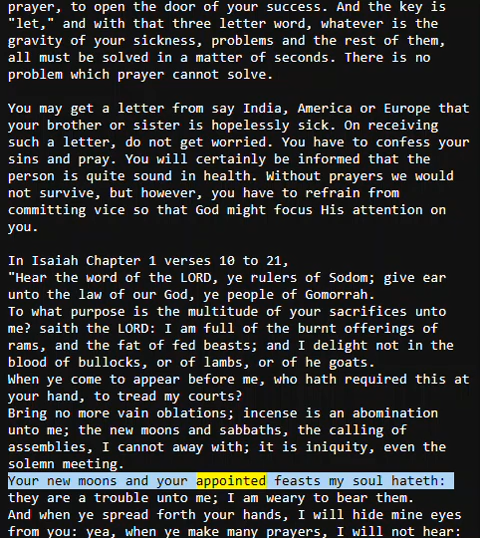 prayer, to open the door of your success. And the key is
"let," and with that three letter word, whatever is the
gravity of your sickness, problems and the rest of them,
all must be solved in a matter of seconds. There is no
problem which prayer cannot solve.
You may get a letter from say India, America or Europe that
your brother or sister is hopelessly sick. On receiving
such a letter, do not get worried. You have to confess your
sins and pray. You will certainly be informed that the
person is quite sound in health. Without prayers we would
not survive, but however, you have to refrain from
committing vice so that God might focus His attention on
you.
In Isaiah Chapter 1 verses 10 to 21,
"Hear the word of the LORD, ye rulers of Sodom; give ear
unto the law of our God, ye people of Gomorrah.
To what purpose is the multitude of your sacrifices unto
me? saith the LORD: I am full of the burnt offerings of
rams, and the fat of fed beasts; and I delight not in the
blood of bullocks, or of lambs, or of he goats.
When ye come to appear before me, who hath required this at
your hand, to tread my courts?
Bring no more vain oblations; incense is an abomination
unto me; the new moons and sabbaths, the calling of
assemblies, I cannot away with; it is iniquity, even the
solemn meeting.
Your new moons and your appointed feasts my soul hateth:
they are a trouble unto me; I am weary to bear them.
And when ye spread forth your hands, I will hide mine eyes
from you: yea, when ye make many prayers, I will not hear: